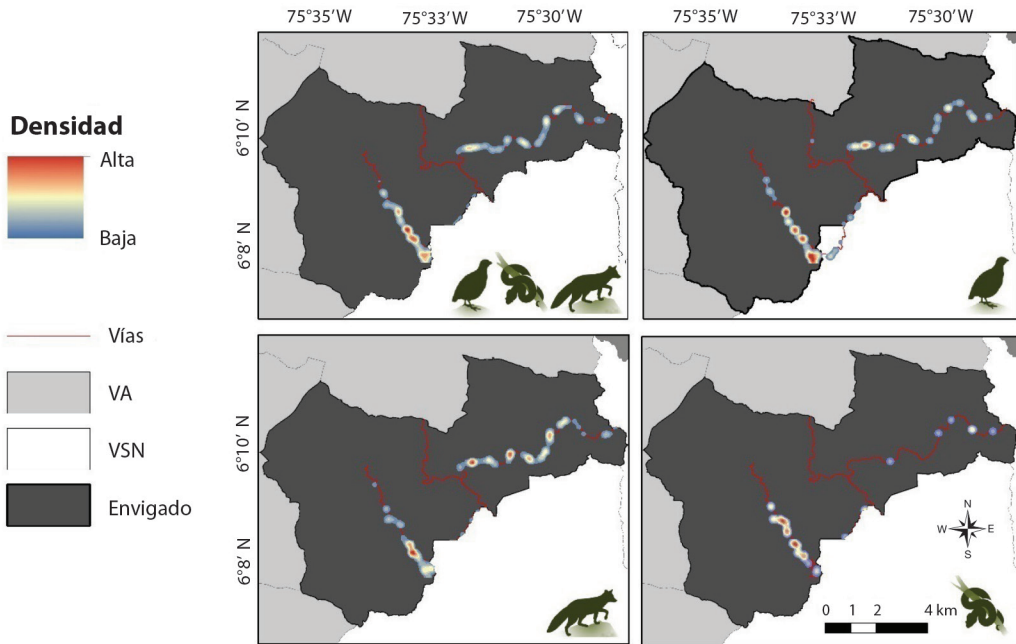 75°35′W 75°33′W 75°30′W 75°35′W 75°33′W 75°30′W
Densidad
Alta
Baja
6°10′ N
6°8′ N
Vías
VA
VSN
Envigado
6°10′ N
6°8′ N
N
W E
S
0 1 2 4 km